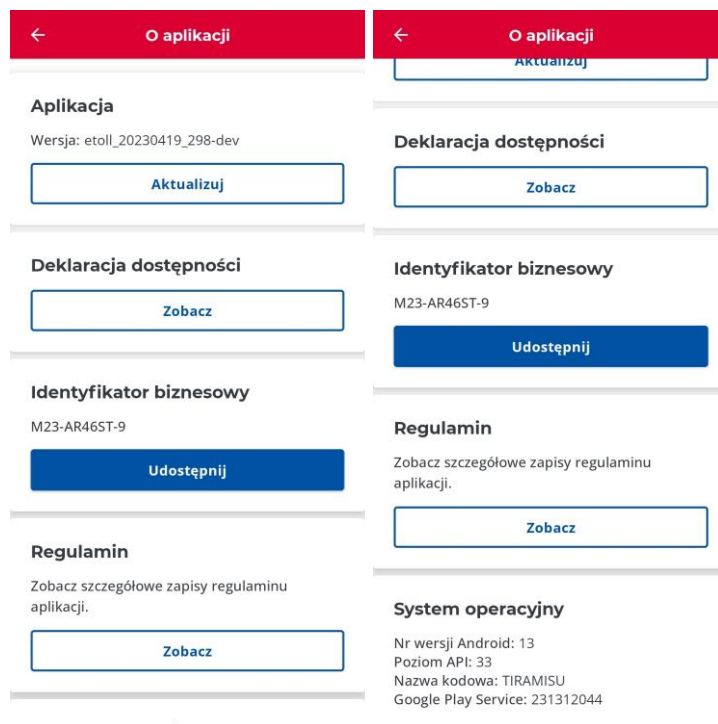 O aplikacji
Aplikacja
Wersja: etoll_20230419_298-dev
Aktualizuj
Deklaracja dostępności
Zobacz
Identyfikator biznesowy
M23-AR46ST-9
Udostępnij
Regulamin
Zobacz szczegółowe zapisy regulaminu
aplikacji.
Zobacz
O aplikacji
Aktualizuj
Deklaracja dostępności
Zobacz
Identyfikator biznesowy
M23-AR46ST-9
Udostępnij
Regulamin
Zobacz szczegółowe zapisy regulaminu
aplikacji.
Zobacz
System operacyjny
Nr wersji Android: 13
Poziom API: 33
Nazwa kodowa: TIRAMISU
Google Play Service: 231312044